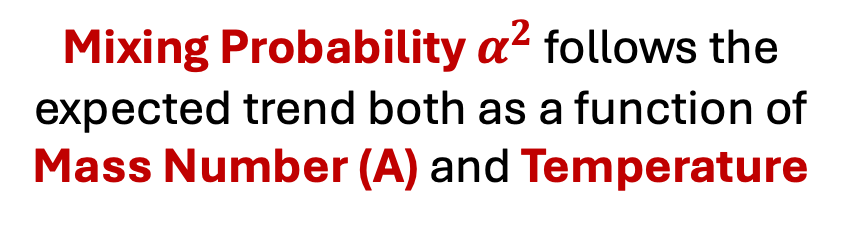 Mixing Probability α² follows the
expected trend both as a function of
Mass Number (A) and Temperature